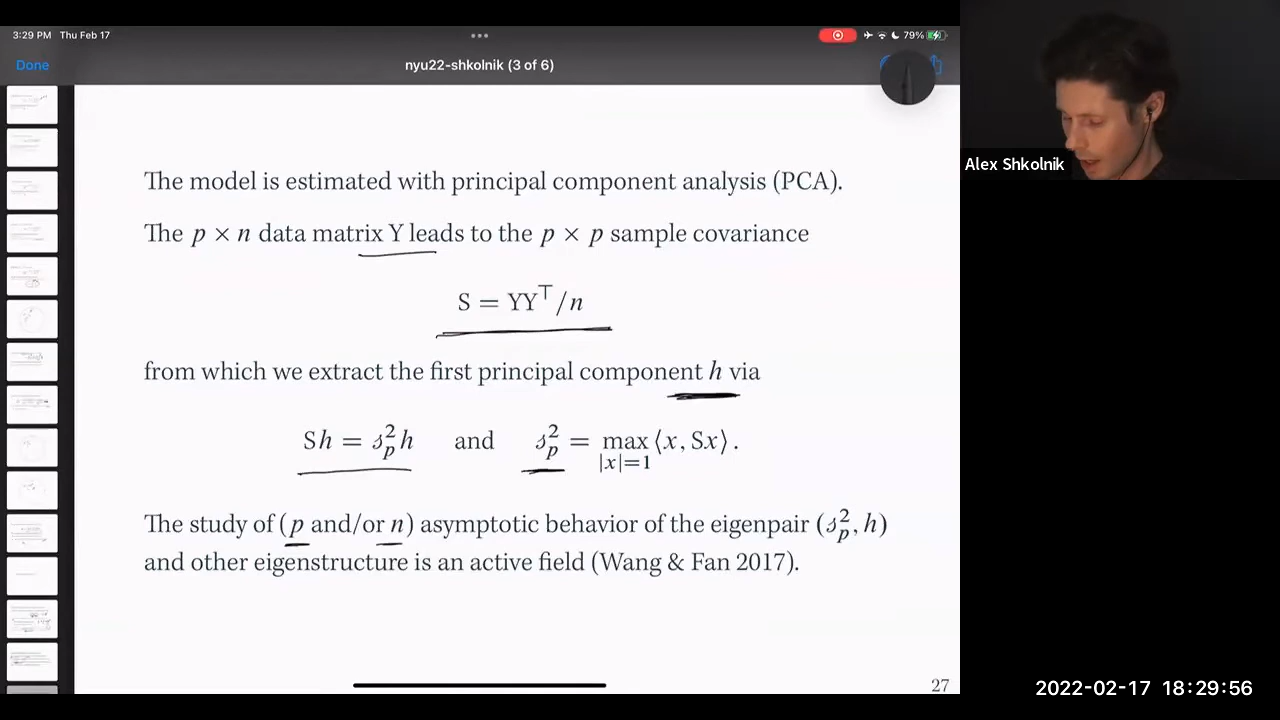 3:29 PM Thu Feb 17
79%
Done
nyu22-shkolnik (3 of 6)
The model is estimated with principal component analysis (PCA).
The p × n data matrix Y leads to the p × p sample covariance
S = YY⊤/n
from which we extract the first principal component h via
Sh = 𝓈²ₚh and 𝓈²ₚ = max ⟨x, Sx⟩.
|x|=1
The study of (p and/or n) asymptotic behavior of the eigenpair (𝓈²ₚ, h)
and other eigenstructure is an active field (Wang & Fan 2017).
27
Alex Shkolnik
2022-02-17 18:29:56